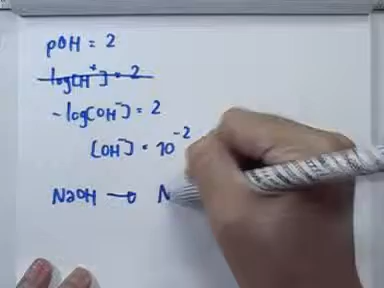 pOH = 2
log[H⁺] = 2
-log[OH⁻] = 2
[OH⁻] = 10⁻²
NaOH → N